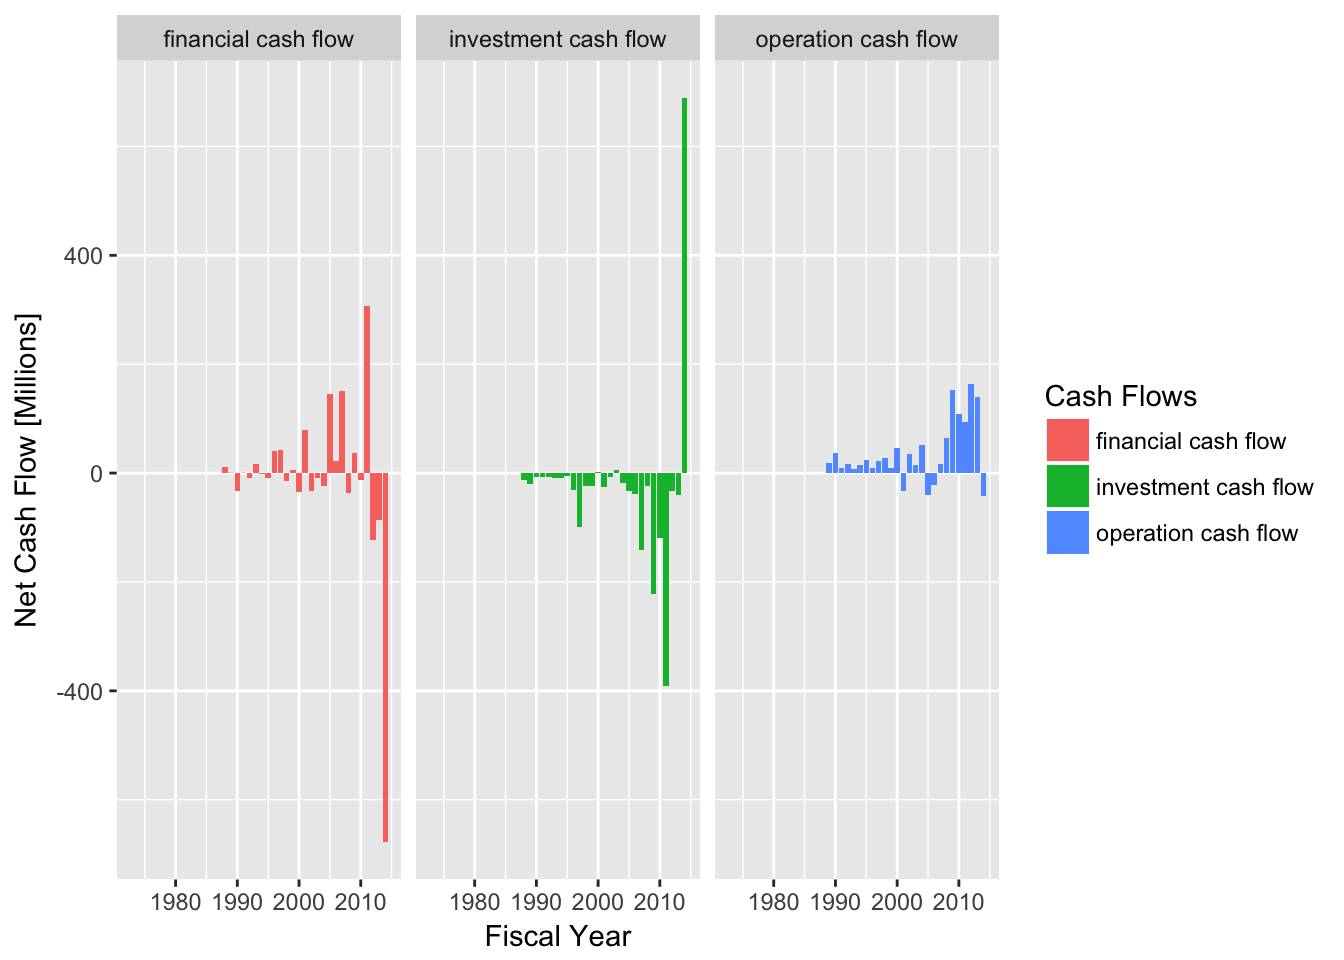 financial cash flow
investment cash flow
operation cash flow
Net Cash Flow [Millions]
400
0
-400
1980 1990 2000 2010
1980 1990 2000 2010
1980 1990 2000 2010
Fiscal Year
Cash Flows
financial cash flow
investment cash flow
operation cash flow